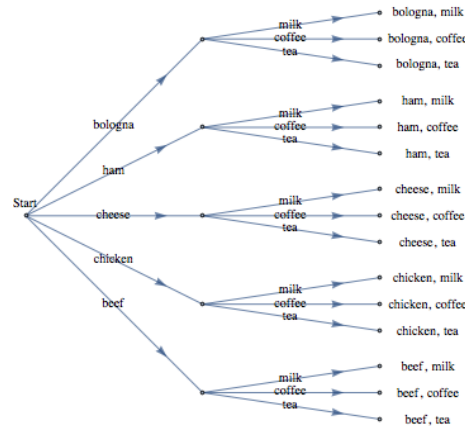 milk
bologna, milk
coffee
bologna, coffee
tea
bologna, tea
bologna
milk
ham, milk
coffee
ham, coffee
tea
ham, tea
ham
milk
cheese, milk
Start
cheese
coffee
cheese, coffee
tea
cheese, tea
chicken
milk
chicken, milk
coffee
chicken, coffee
tea
chicken, tea
beef
milk
beef, milk
coffee
beef, coffee
tea
beef, tea